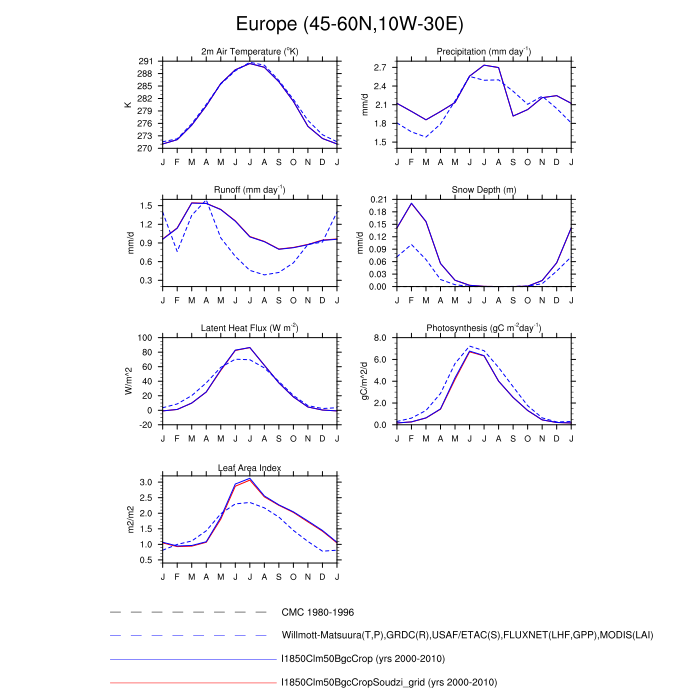 Europe (45-60N,10W-30E)
2m Air Temperature (°K)
Precipitation (mm day-1)
K
291
288
285
282
279
276
273
270
J F M A M J J A S O N D J
mm/d
2.7
2.4
2.1
1.8
1.5
J F M A M J J A S O N D J
Runoff (mm day-1)
Snow Depth (m)
mm/d
1.5
1.2
0.9
0.6
0.3
J F M A M J J A S O N D J
mm/d
0.21
0.18
0.15
0.12
0.09
0.06
0.03
0.00
J F M A M J J A S O N D J
Latent Heat Flux (W m-2)
Photosynthesis (gC m-2day-1)
W/m^2
100
80
60
40
20
0
-20
J F M A M J J A S O N D J
gC/m^2/d
8.0
6.0
4.0
2.0
0.0
J F M A M J J A S O N D J
Leaf Area Index
m2/m2
3.0
2.5
2.0
1.5
1.0
0.5
J F M A M J J A S O N D J
CMC 1980-1996
Willmott-Matsuura(T,P),GRDC(R),USAF/ETAC(S),FLUXNET(LHF,GPP),MODIS(LAI)
I1850Clm50BgcCrop (yrs 2000-2010)
I1850Clm50BgcCropSoudzi_grid (yrs 2000-2010)